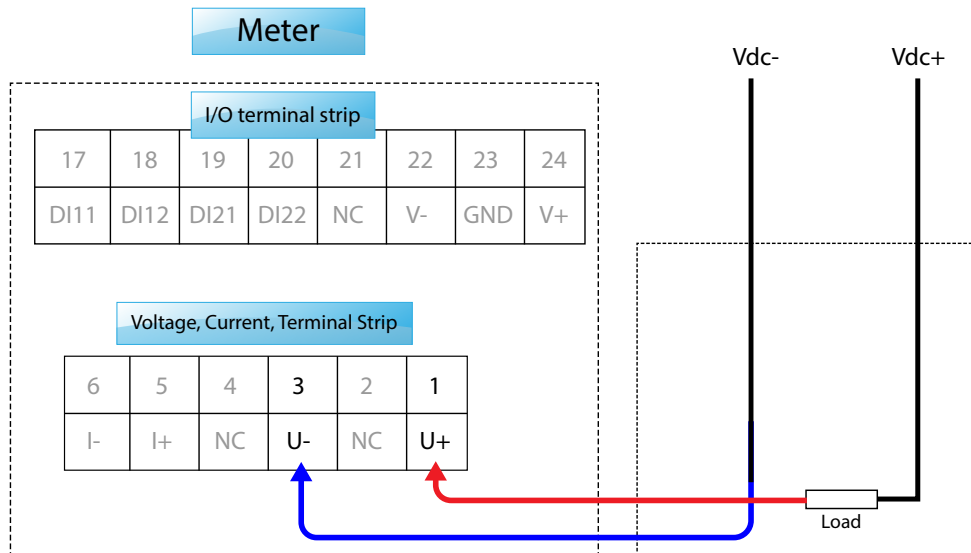 Meter
Vdc- Vdc+
I/O terminal strip
17 18 19 20 21 22 23 24
DI11 DI12 DI21 DI22 NC V- GND V+
Voltage, Current, Terminal Strip
6 5 4 3 2 1
I- I+ NC U- NC U+
Load